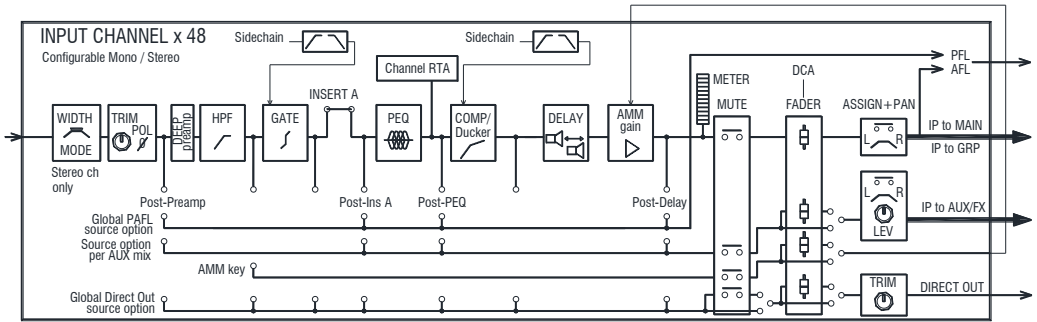 INPUT CHANNEL x 48
Configurable Mono / Stereo
Sidechain
Sidechain
Channel RTA
INSERT A
METER
MUTE
DCA
FADER
ASSIGN+PAN
PFL
AFL
WIDTH
MODE
Stereo ch
only
TRIM
POL
DEEP
preamp
HPF
GATE
PEQ
COMP/
Ducker
DELAY
AMM
gain
L R
IP to MAIN
IP to GRP
Post-Preamp
Post-Ins A
Post-PEQ
Post-Delay
L R
LEV
IP to AUX/FX
Global PAFL
source option
Source option
per AUX mix
AMM key
Global Direct Out
source option
TRIM
DIRECT OUT